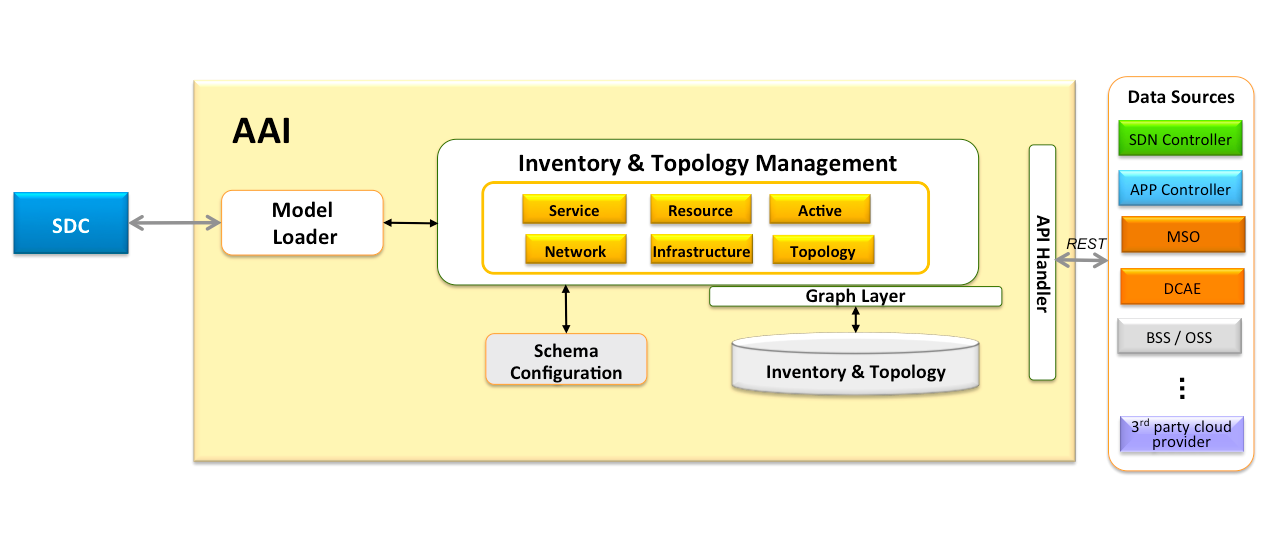 AAI
SDC
Model
Loader
Inventory & Topology Management
Service
Resource
Active
Network
Infrastructure
Topology
Graph Layer
Schema
Configuration
Inventory & Topology
API Handler
REST
Data Sources
SDN Controller
APP Controller
MSO
DCAE
BSS / OSS
⋮
3rd party cloud
provider